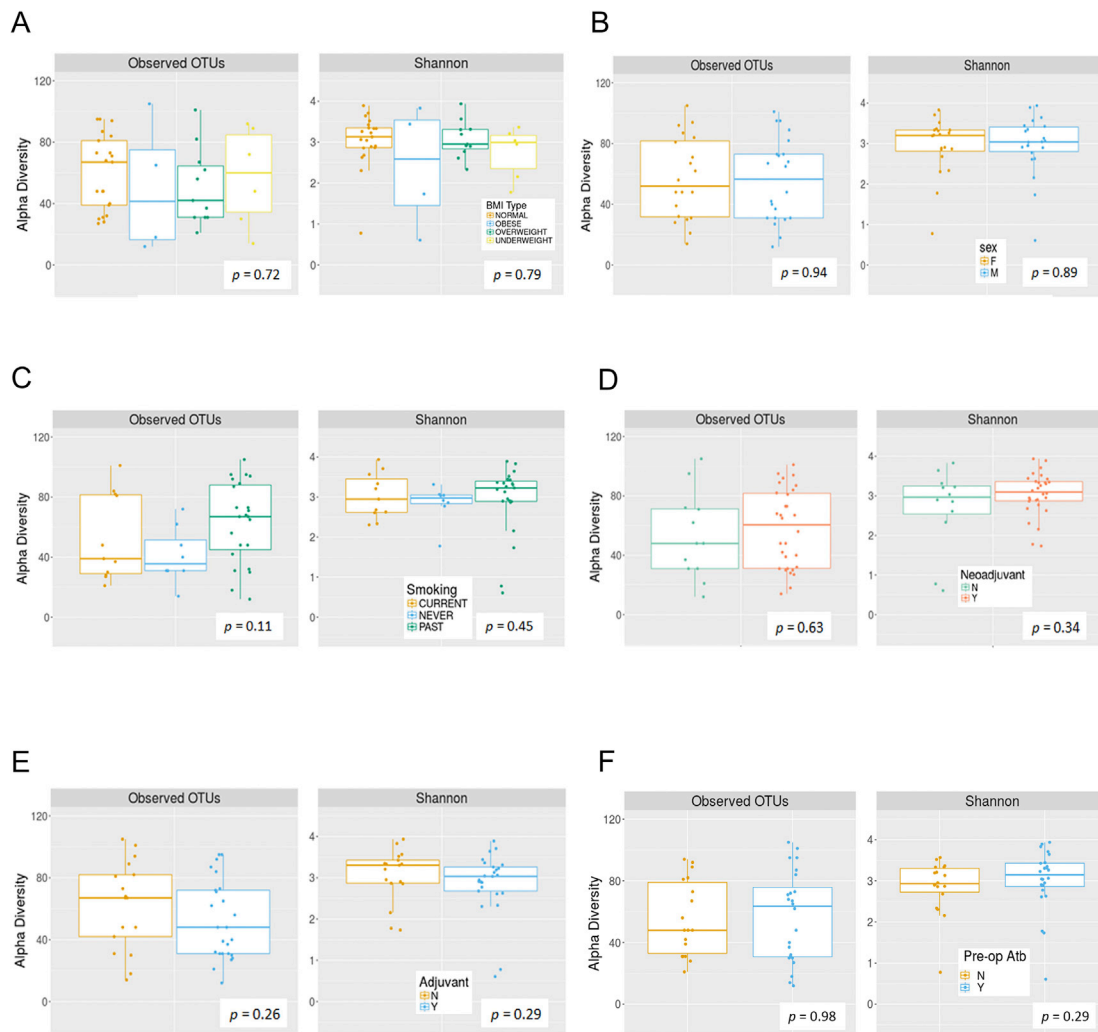 A
Observed OTUs
Shannon
Alpha Diversity
120
80
40
0
4
3
2
1
0
BMI Type
NORMAL
OBESE
OVERWEIGHT
UNDERWEIGHT
p = 0.72
p = 0.79
B
Observed OTUs
Shannon
Alpha Diversity
120
80
40
0
4
3
2
1
0
sex
F
M
p = 0.94
p = 0.89
C
Observed OTUs
Shannon
Alpha Diversity
120
80
40
0
4
3
2
1
0
Smoking
CURRENT
NEVER
PAST
p = 0.11
p = 0.45
D
Observed OTUs
Shannon
Alpha Diversity
120
80
40
0
4
3
2
1
0
Neoadjuvant
N
Y
p = 0.63
p = 0.34
E
Observed OTUs
Shannon
Alpha Diversity
120
80
40
0
4
3
2
1
0
Adjuvant
N
Y
p = 0.26
p = 0.29
F
Observed OTUs
Shannon
Alpha Diversity
120
80
40
0
4
3
2
1
0
Pre-op Atb
N
Y
p = 0.98
p = 0.29